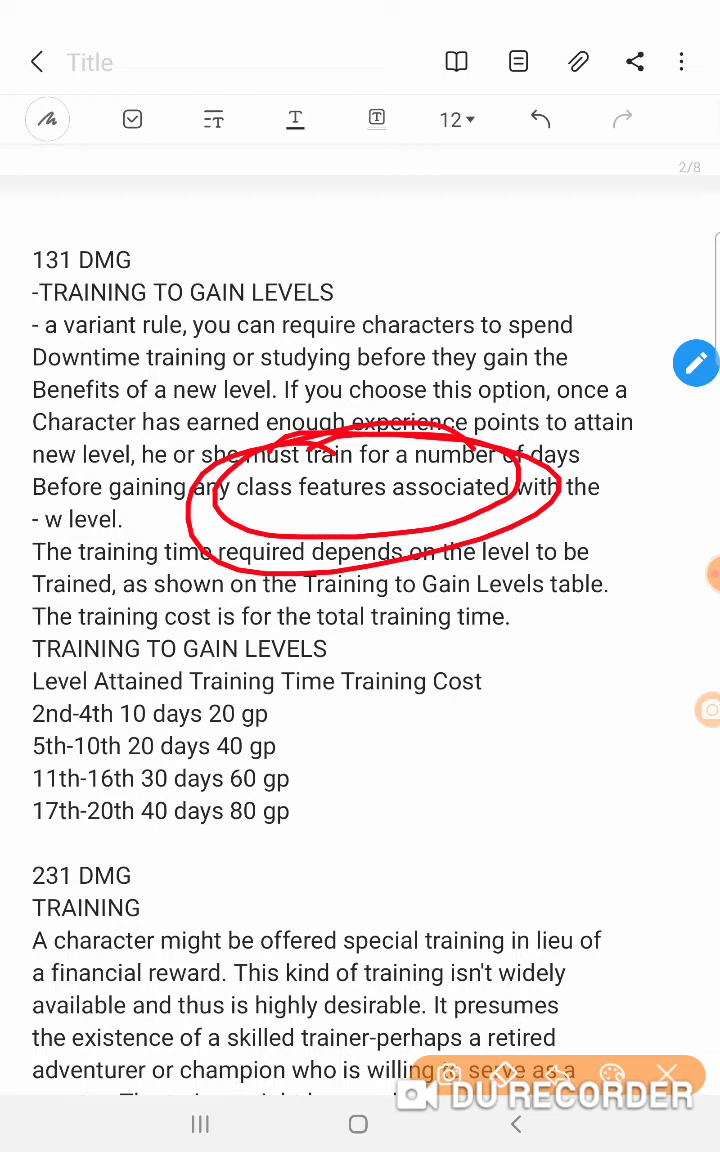 Title
12
2/8
131 DMG
-TRAINING TO GAIN LEVELS
- a variant rule, you can require characters to spend
Downtime training or studying before they gain the
Benefits of a new level. If you choose this option, once a
Character has earned enough experience points to attain
new level, he or she must train for a number of days
Before gaining any class features associated with the
- w level.
The training time required depends on the level to be
Trained, as shown on the Training to Gain Levels table.
The training cost is for the total training time.
TRAINING TO GAIN LEVELS
Level Attained Training Time Training Cost
2nd-4th 10 days 20 gp
5th-10th 20 days 40 gp
11th-16th 30 days 60 gp
17th-20th 40 days 80 gp
231 DMG
TRAINING
A character might be offered special training in lieu of
a financial reward. This kind of training isn't widely
available and thus is highly desirable. It presumes
the existence of a skilled trainer-perhaps a retired
adventurer or champion who is willing to serve as a
DU RECORDER